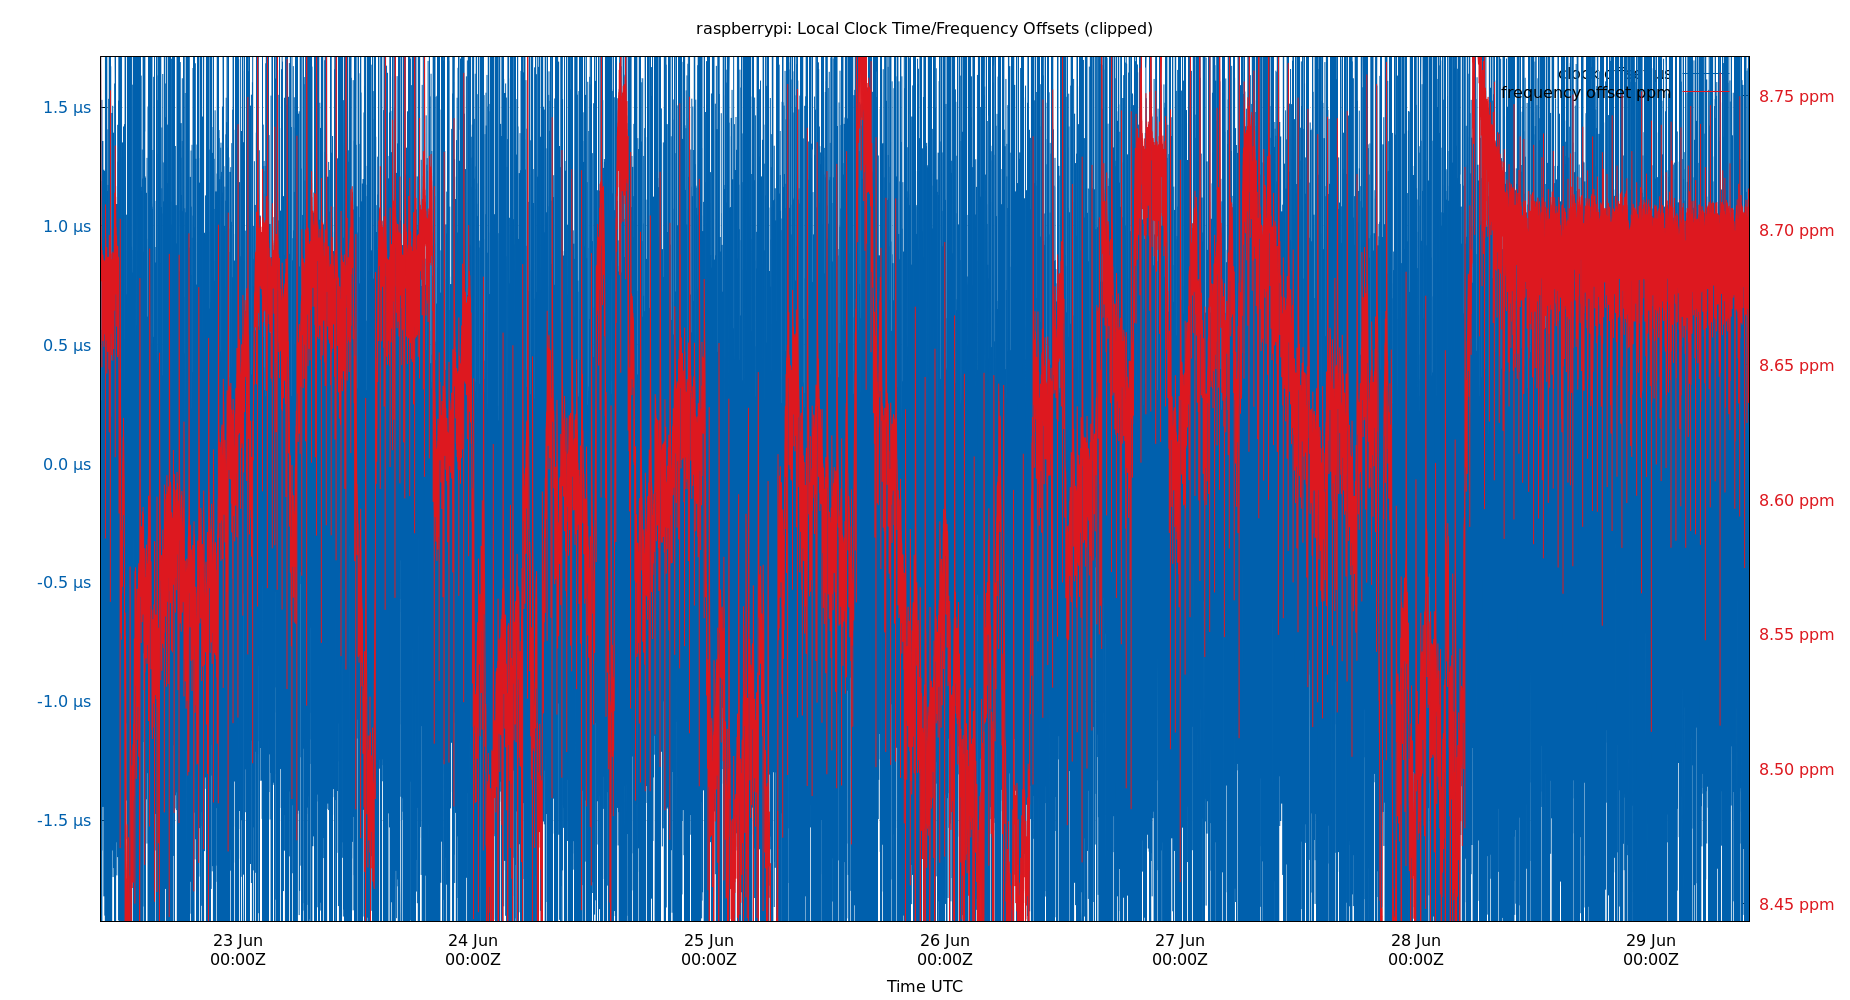 raspberrypi: Local Clock Time/Frequency Offsets (clipped)
clock offset us
frequency offset ppm
1.5 µs
1.0 µs
0.5 µs
0.0 µs
-0.5 µs
-1.0 µs
-1.5 µs
8.75 ppm
8.70 ppm
8.65 ppm
8.60 ppm
8.55 ppm
8.50 ppm
8.45 ppm
23 Jun 24 Jun 25 Jun 26 Jun 27 Jun 28 Jun 29 Jun
00:00Z 00:00Z 00:00Z 00:00Z 00:00Z 00:00Z 00:00Z
Time UTC